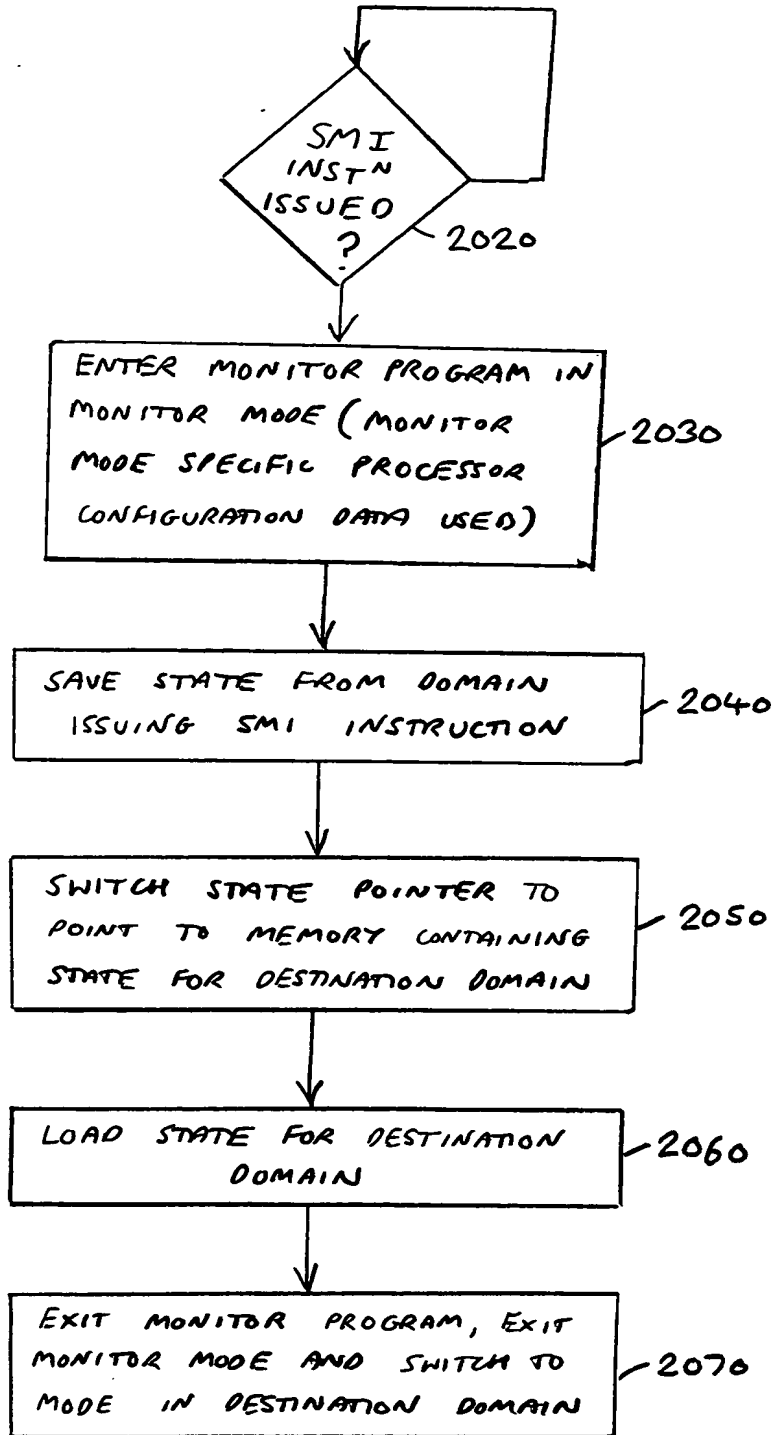 SMI
INSTN
ISSUED
?
2020
ENTER MONITOR PROGRAM IN
MONITOR MODE (MONITOR
MODE SPECIFIC PROCESSOR
CONFIGURATION DATA USED)
2030
SAVE STATE FROM DOMAIN
ISSUING SMI INSTRUCTION
2040
SWITCH STATE POINTER TO
POINT TO MEMORY CONTAINING
STATE FOR DESTINATION DOMAIN
2050
LOAD STATE FOR DESTINATION
DOMAIN
2060
EXIT MONITOR PROGRAM, EXIT
MONITOR MODE AND SWITCH TO
MODE IN DESTINATION DOMAIN
2070